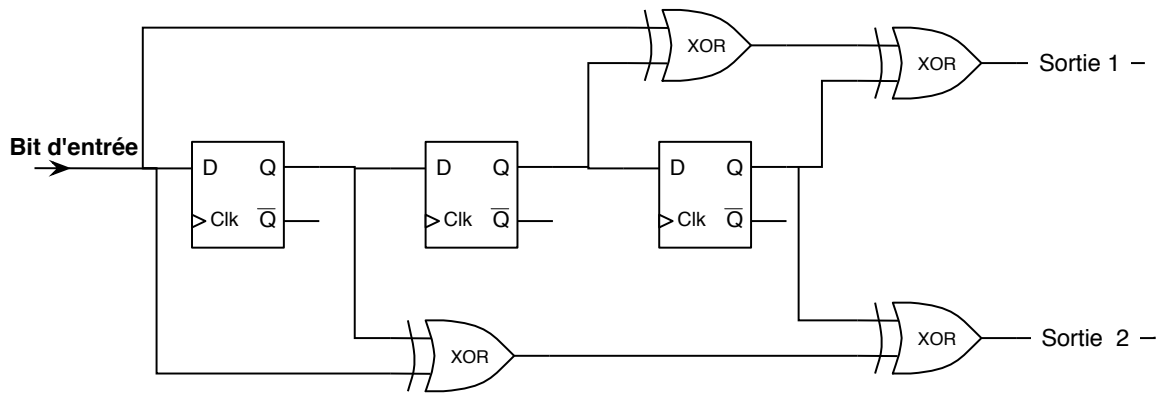 XOR
XOR
Sortie 1
Bit d'entrée
D Q
Clk Q̅
D Q
Clk Q̅
D Q
Clk Q̅
XOR
XOR
Sortie 2